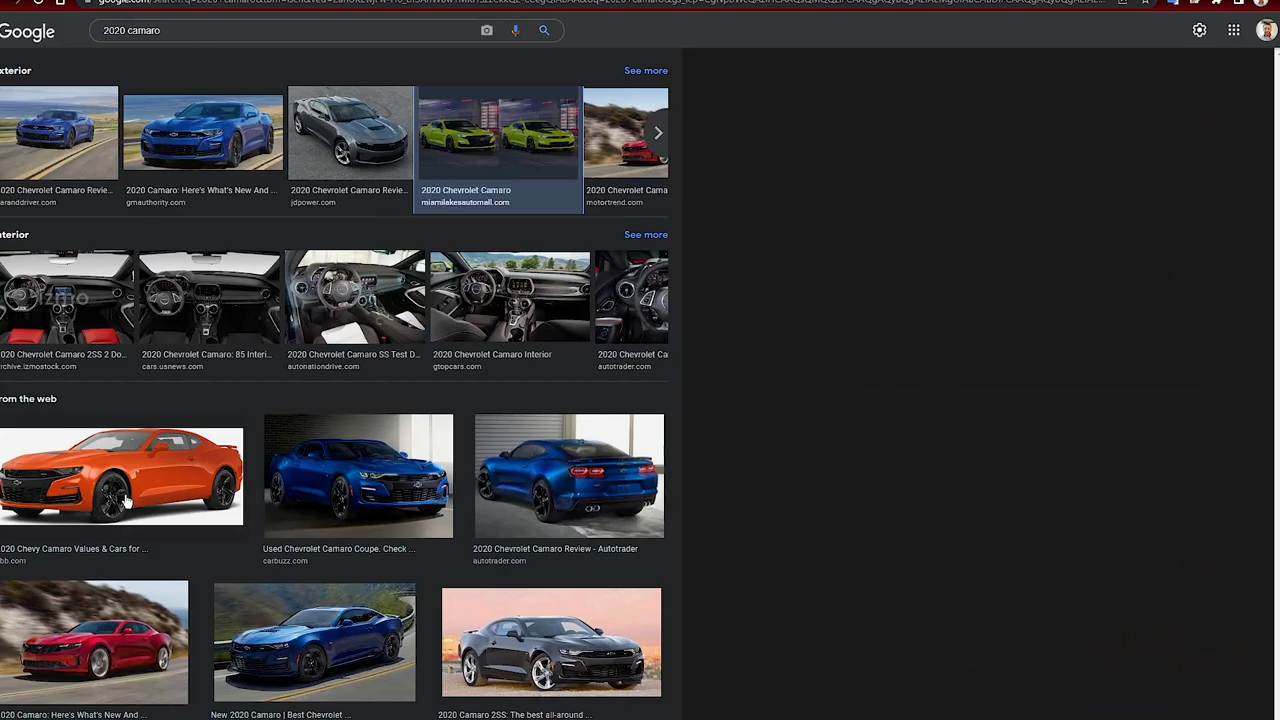 Google
2020 camaro
xterior
See more
2020 Chevrolet Camaro Revie...
aranddriver.com
2020 Camaro: Here's What's New And ...
gmauthority.com
2020 Chevrolet Camaro Revie...
jdpower.com
2020 Chevrolet Camaro
miamilakesautomall.com
2020 Chevrolet Cama
motortrend.com
nterior
See more
izmo
2020 Chevrolet Camaro 2SS 2 Do...
rchive.izmostock.com
2020 Chevrolet Camaro: 85 Interi...
cars.usnews.com
2020 Chevrolet Camaro SS Test D...
autonationdrive.com
2020 Chevrolet Camaro Interior
gtopcars.com
2020 Chevrolet Ca
autotrader.com
rom the web
020 Chevy Camaro Values & Cars for ...
bb.com
Used Chevrolet Camaro Coupe. Check ...
carbuzz.com
2020 Chevrolet Camaro Review - Autotrader
autotrader.com
020 Camaro: Here's What's New And ...
New 2020 Camaro | Best Chevrolet ...
2020 Camaro 2SS: The best all-around ...